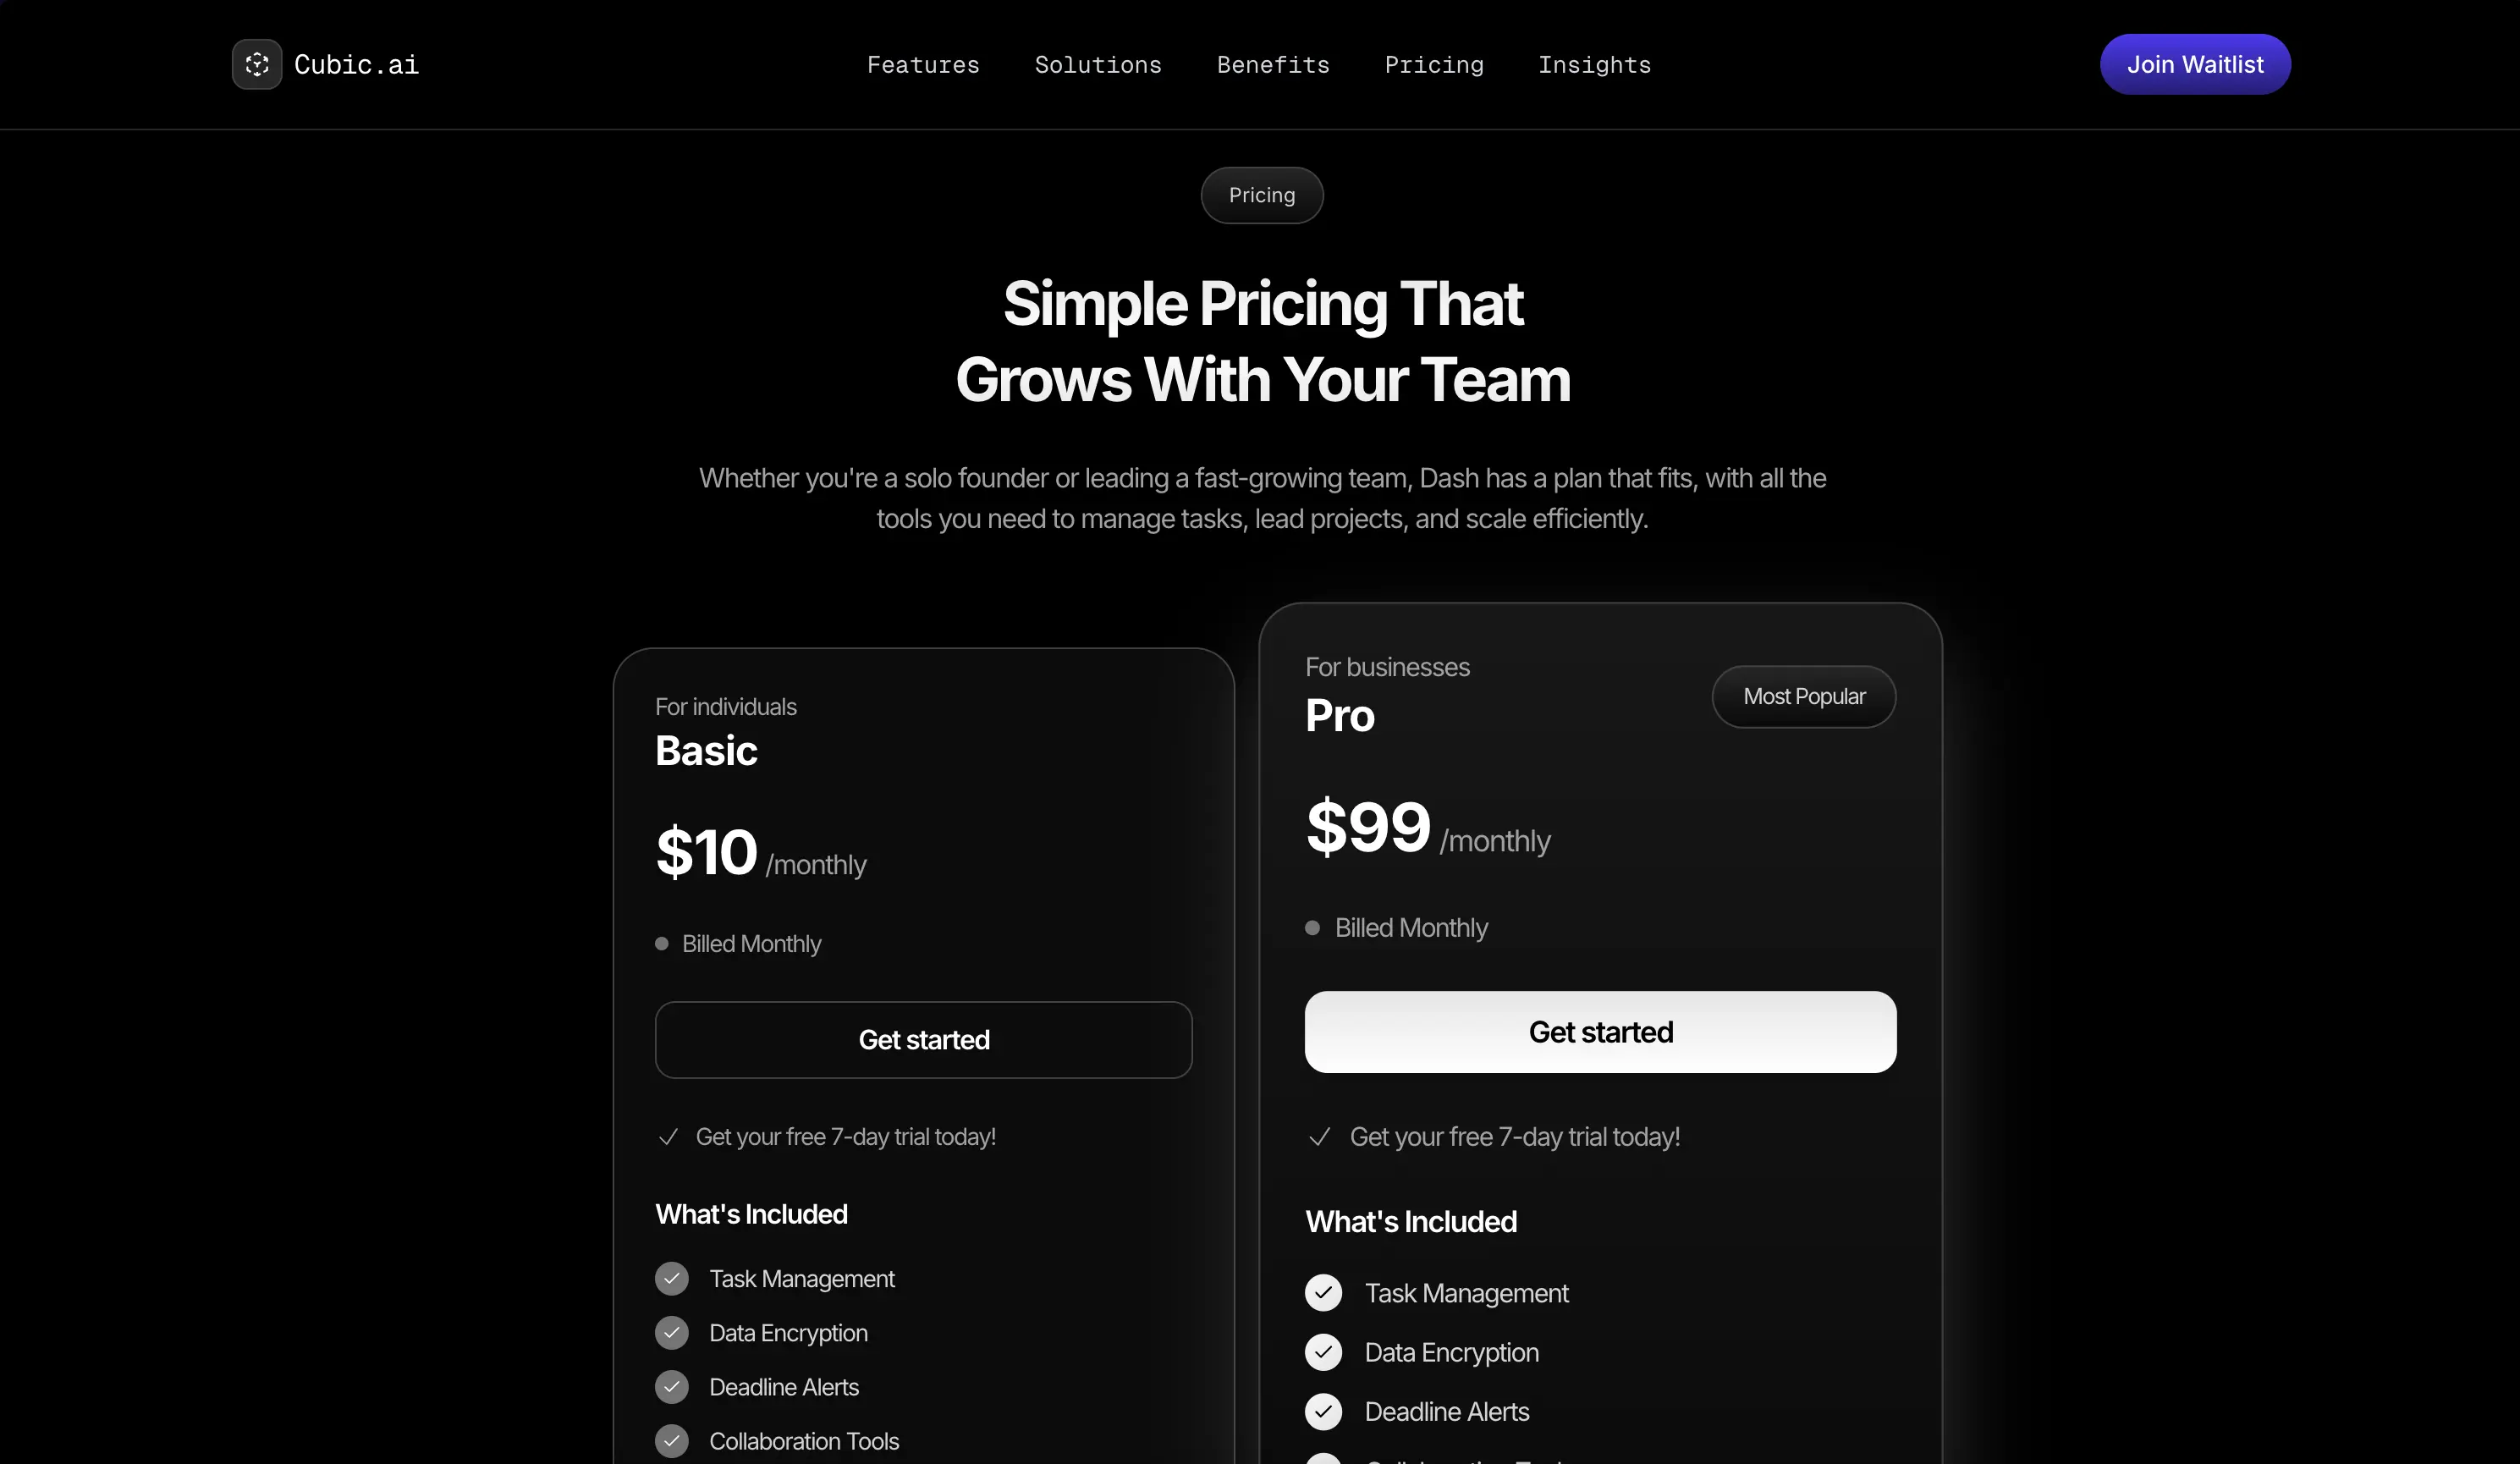 Cubic.ai
Features
Solutions
Benefits
Pricing
Insights
Join Waitlist
Pricing
Simple Pricing That
Grows With Your Team
Whether you're a solo founder or leading a fast-growing team, Dash has a plan that fits, with all the
tools you need to manage tasks, lead projects, and scale efficiently.
For individuals
Basic
$10 /monthly
Billed Monthly
Get started
Get your free 7-day trial today!
What's Included
Task Management
Data Encryption
Deadline Alerts
Collaboration Tools
For businesses
Pro
Most Popular
$99 /monthly
Billed Monthly
Get started
Get your free 7-day trial today!
What's Included
Task Management
Data Encryption
Deadline Alerts